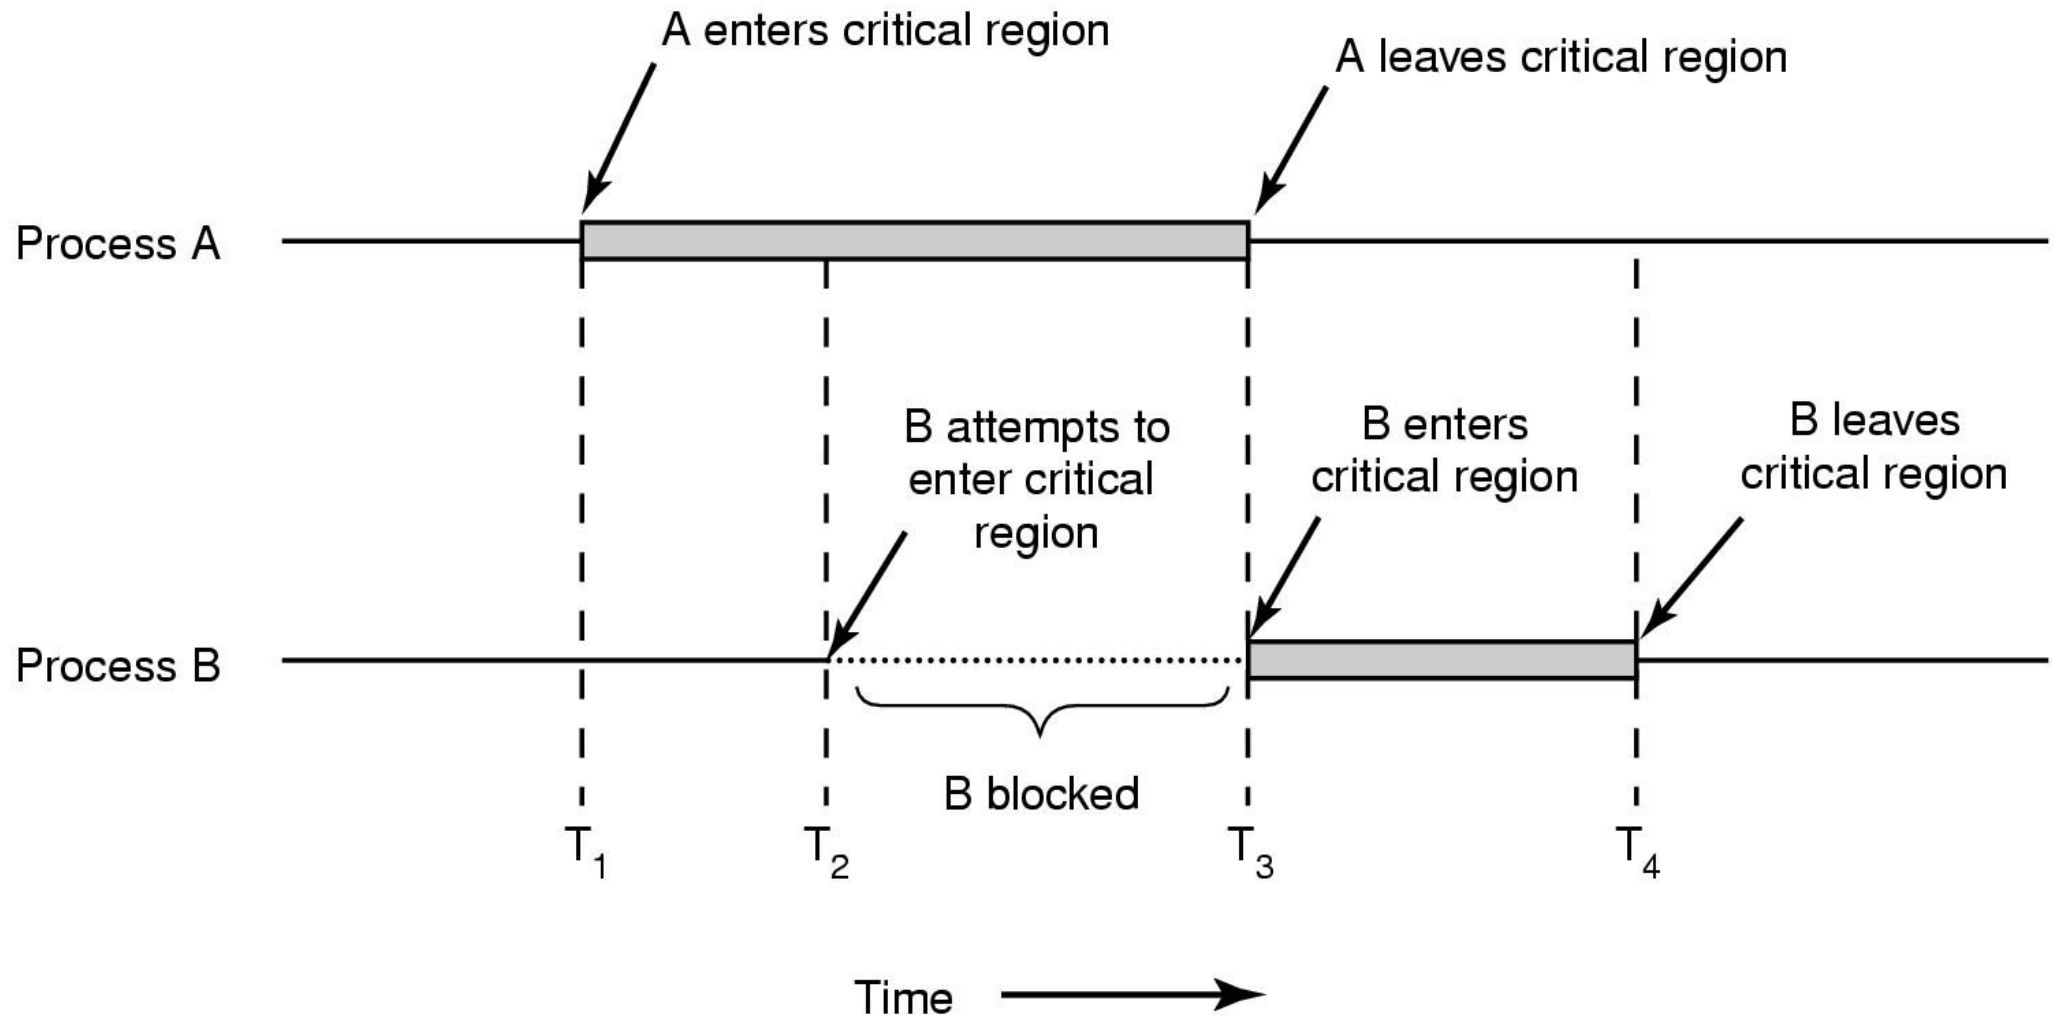 A enters critical region
A leaves critical region
Process A
B attempts to
enter critical
region
B enters
critical region
B leaves
critical region
Process B
B blocked
T1
T2
T3
T4
Time